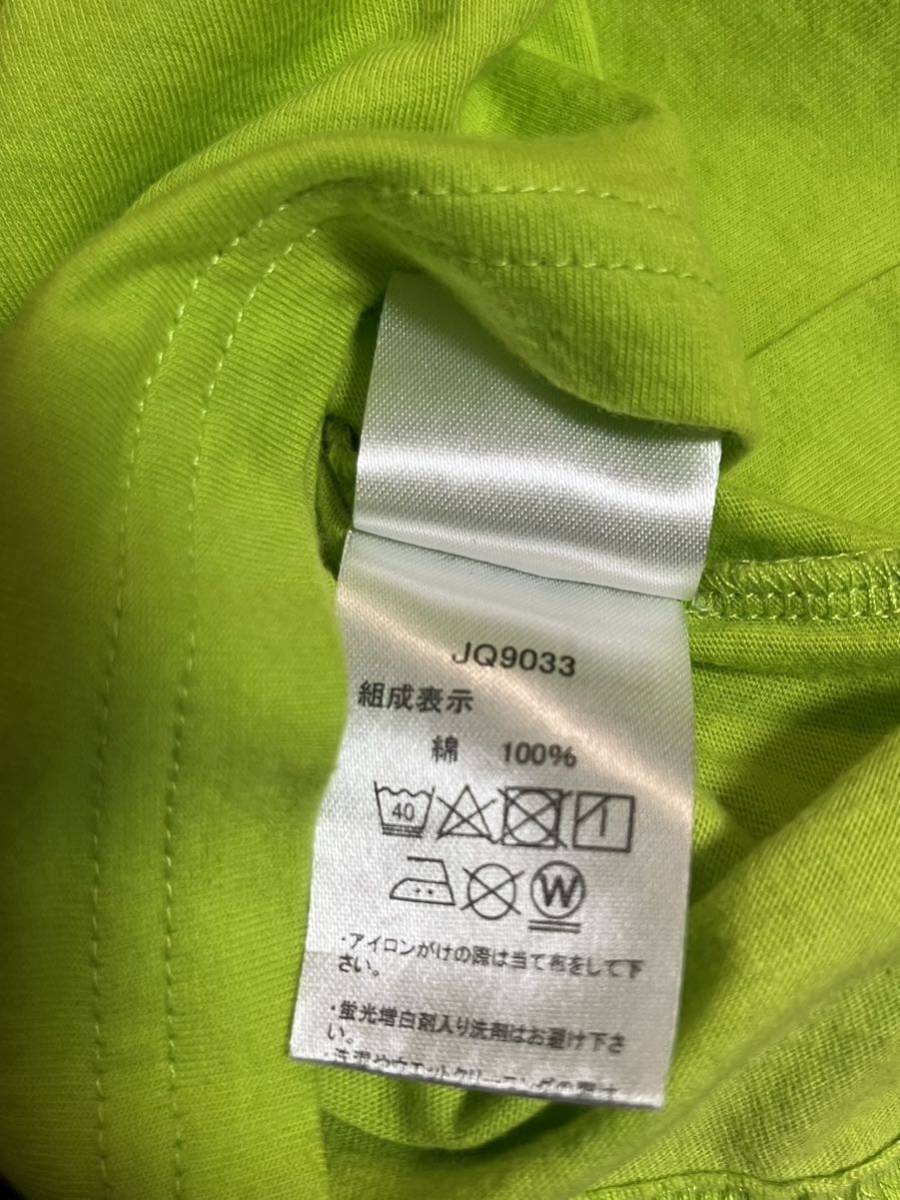 JQ9033
組成表示
綿 100%
40
W
・アイロンがけの際は当て布をして下
さい。
・蛍光増白剤入り洗剤はお避け下さ
い。